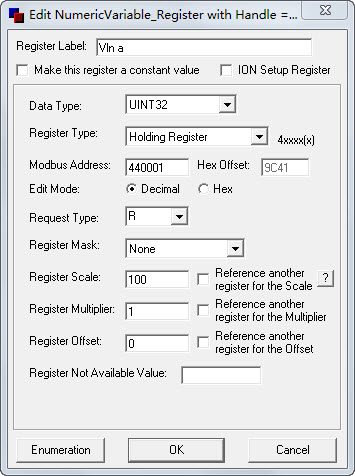 Edit NumericVariable_Register with Handle =...
Register Label: Vln a
Make this register a constant value ION Setup Register
Data Type: UINT32
Register Type: Holding Register 4xxxx(x)
Modbus Address: 440001 Hex Offset: 9C41
Edit Mode: Decimal Hex
Request Type: R
Register Mask: None
Register Scale: 100 Reference another register for the Scale ?
Register Multiplier: 1 Reference another register for the Multiplier
Register Offset: 0 Reference another register for the Offset
Register Not Available Value:
Enumeration OK Cancel